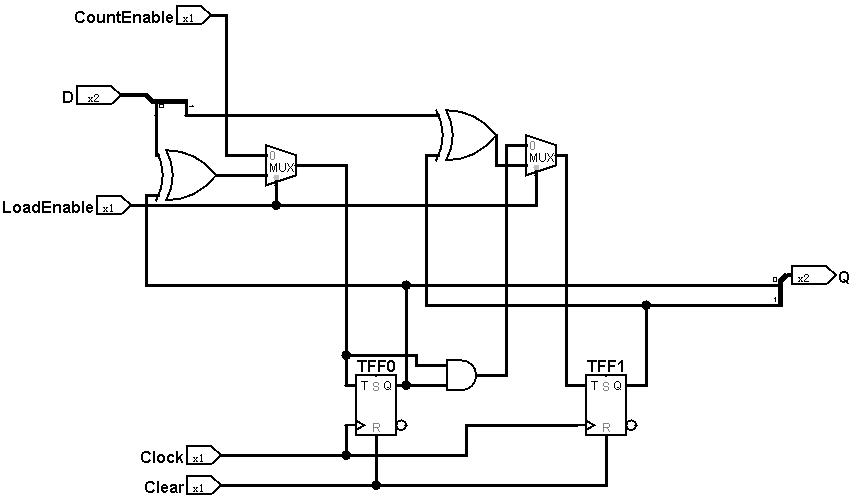 CountEnable x1
D x2
0 1
0
MUX
0
MUX
LoadEnable x1
0
x2 Q
1
TFF0
TFF1
T S Q
T S Q
R
R
Clock x1
Clear x1